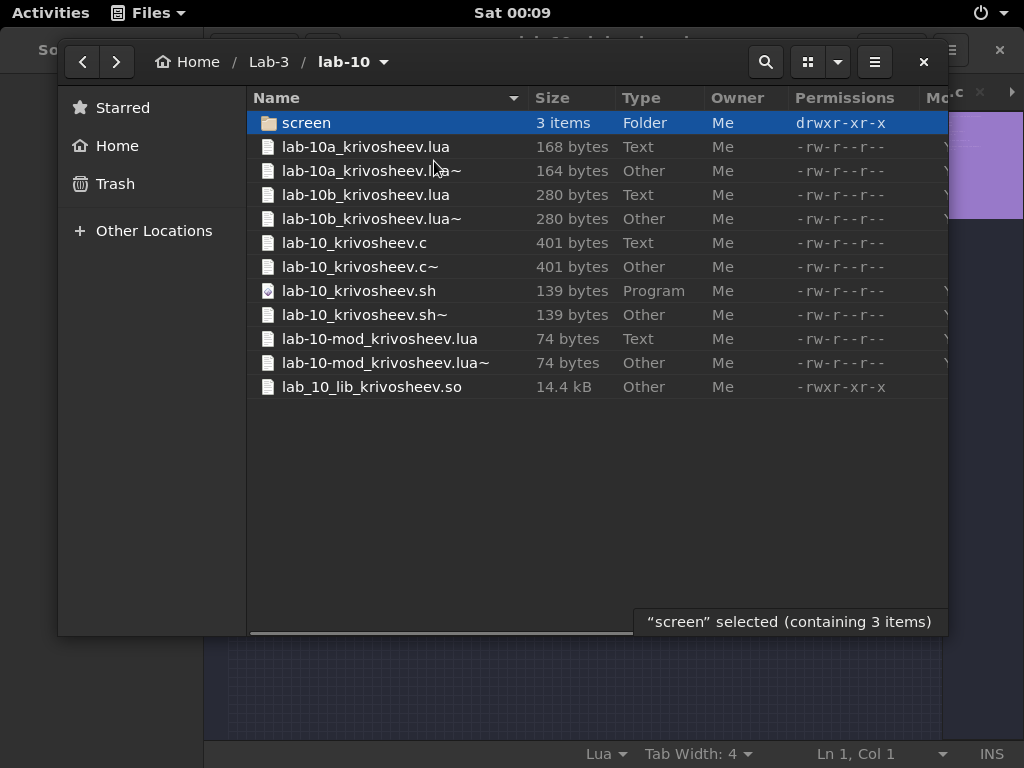 Activities Files Sat 00:09
So
Home / Lab-3 / lab-10
.c
Starred
Home
Trash
+ Other Locations
Name Size Type Owner Permissions Mo
screen 3 items Folder Me drwxr-xr-x
lab-10a_krivosheev.lua 168 bytes Text Me -rw-r--r--
lab-10a_krivosheev.lua~ 164 bytes Other Me -rw-r--r--
lab-10b_krivosheev.lua 280 bytes Text Me -rw-r--r--
lab-10b_krivosheev.lua~ 280 bytes Other Me -rw-r--r--
lab-10_krivosheev.c 401 bytes Text Me -rw-r--r--
lab-10_krivosheev.c~ 401 bytes Other Me -rw-r--r--
lab-10_krivosheev.sh 139 bytes Program Me -rw-r--r--
lab-10_krivosheev.sh~ 139 bytes Other Me -rw-r--r--
lab-10-mod_krivosheev.lua 74 bytes Text Me -rw-r--r--
lab-10-mod_krivosheev.lua~ 74 bytes Other Me -rw-r--r--
lab_10_lib_krivosheev.so 14.4 kB Other Me -rwxr-xr-x
“screen” selected (containing 3 items)
Lua Tab Width: 4 Ln 1, Col 1 INS